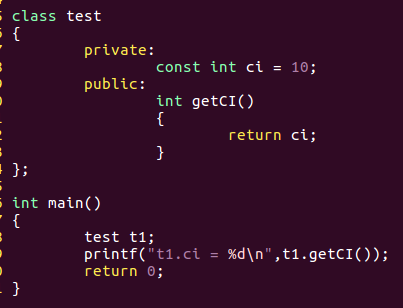 class test
{
private:
const int ci = 10;
public:
int getCI()
{
return ci;
}
};
int main()
{
test t1;
printf("t1.ci = %d\n",t1.getCI());
return 0;
}